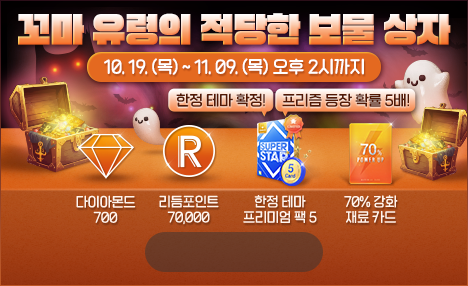 꼬마 유령의 적당한 보물 상자
10. 19. (목) ~ 11. 09. (목) 오후 2시까지
한정 테마 확정!
프리즘 등장 확률 5배!
R
SUPER
STAR
5
Card
70%
POWER UP
다이아몬드
700
리듬포인트
70,000
한정 테마
프리미엄 팩 5
70% 강화
재료 카드